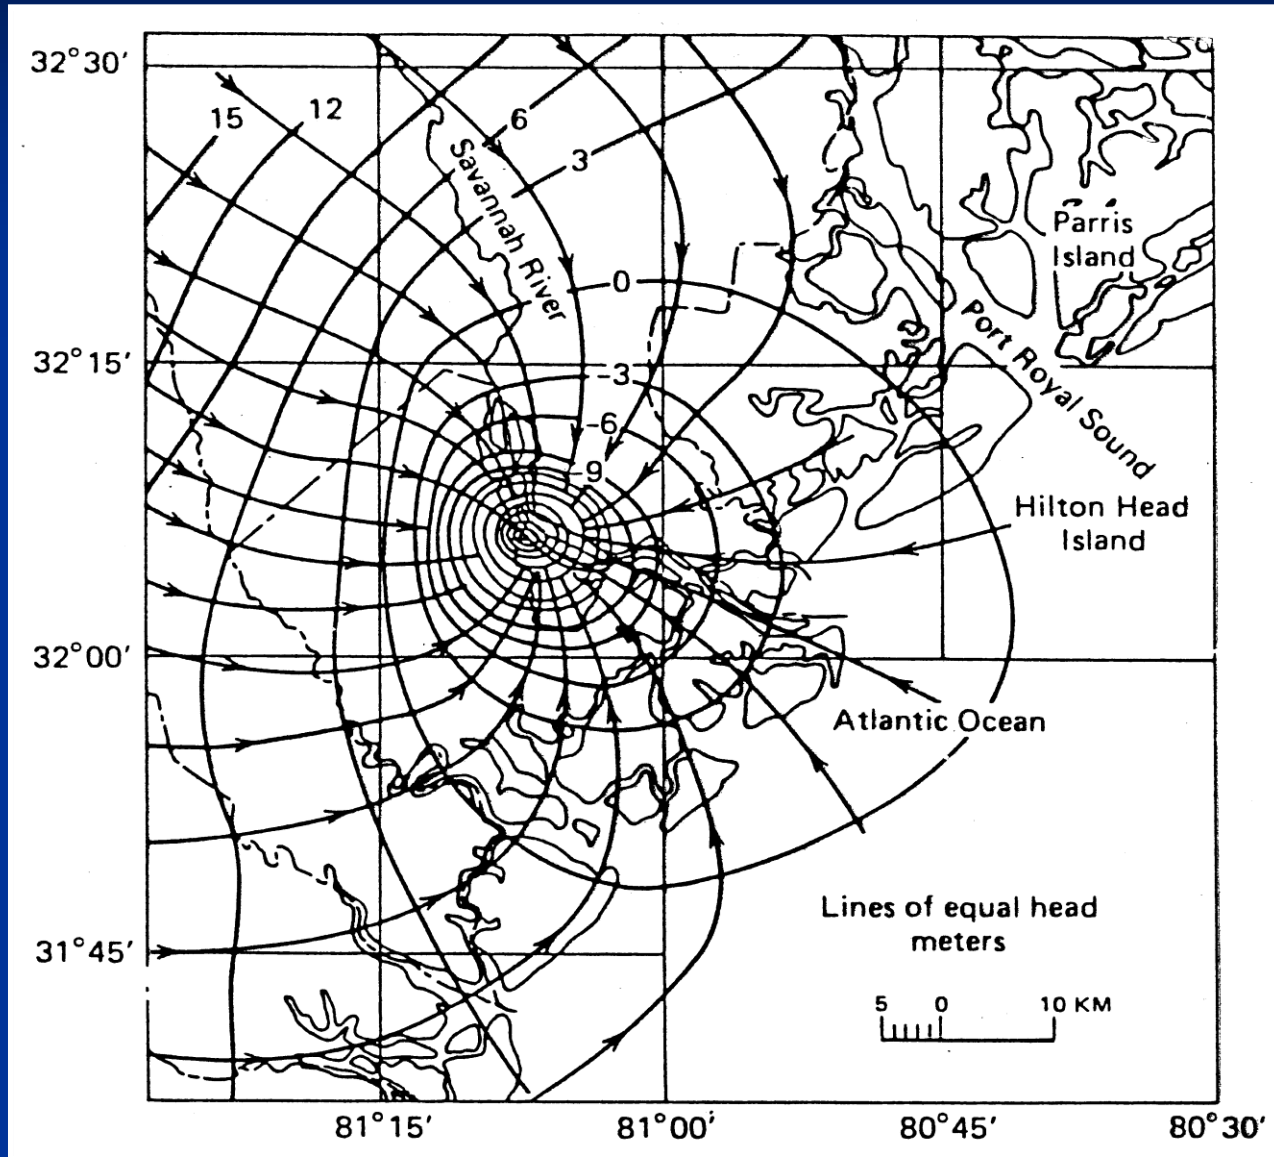 32°30′
15
12
6
3
Savannah River
Parris
Island
0
Port Royal Sound
32°15′
-3
-6
-9
Hilton Head
Island
32°00′
Atlantic Ocean
Lines of equal head
meters
31°45′
5 0 10 KM
81°15′ 81°00′ 80°45′ 80°30′